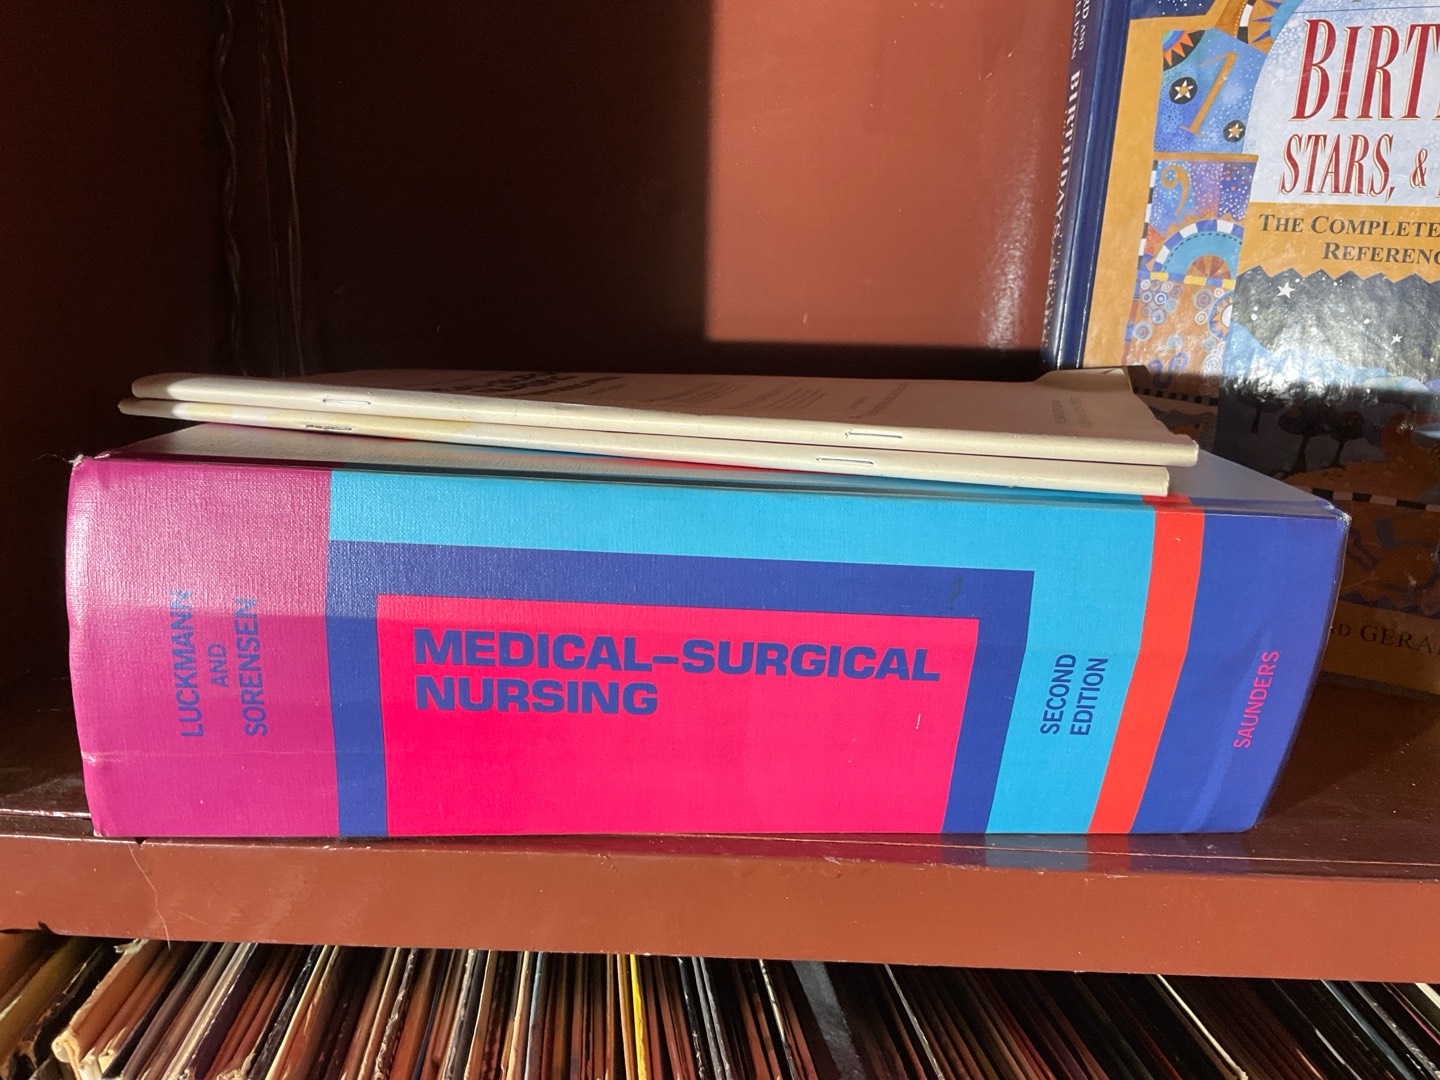 LUCKMANN
AND
SORENSEN
MEDICAL-SURGICAL
NURSING
SECOND
EDITION
SAUNDERS
BIRT
STARS, &
THE COMPLETE
REFERENC
GERA